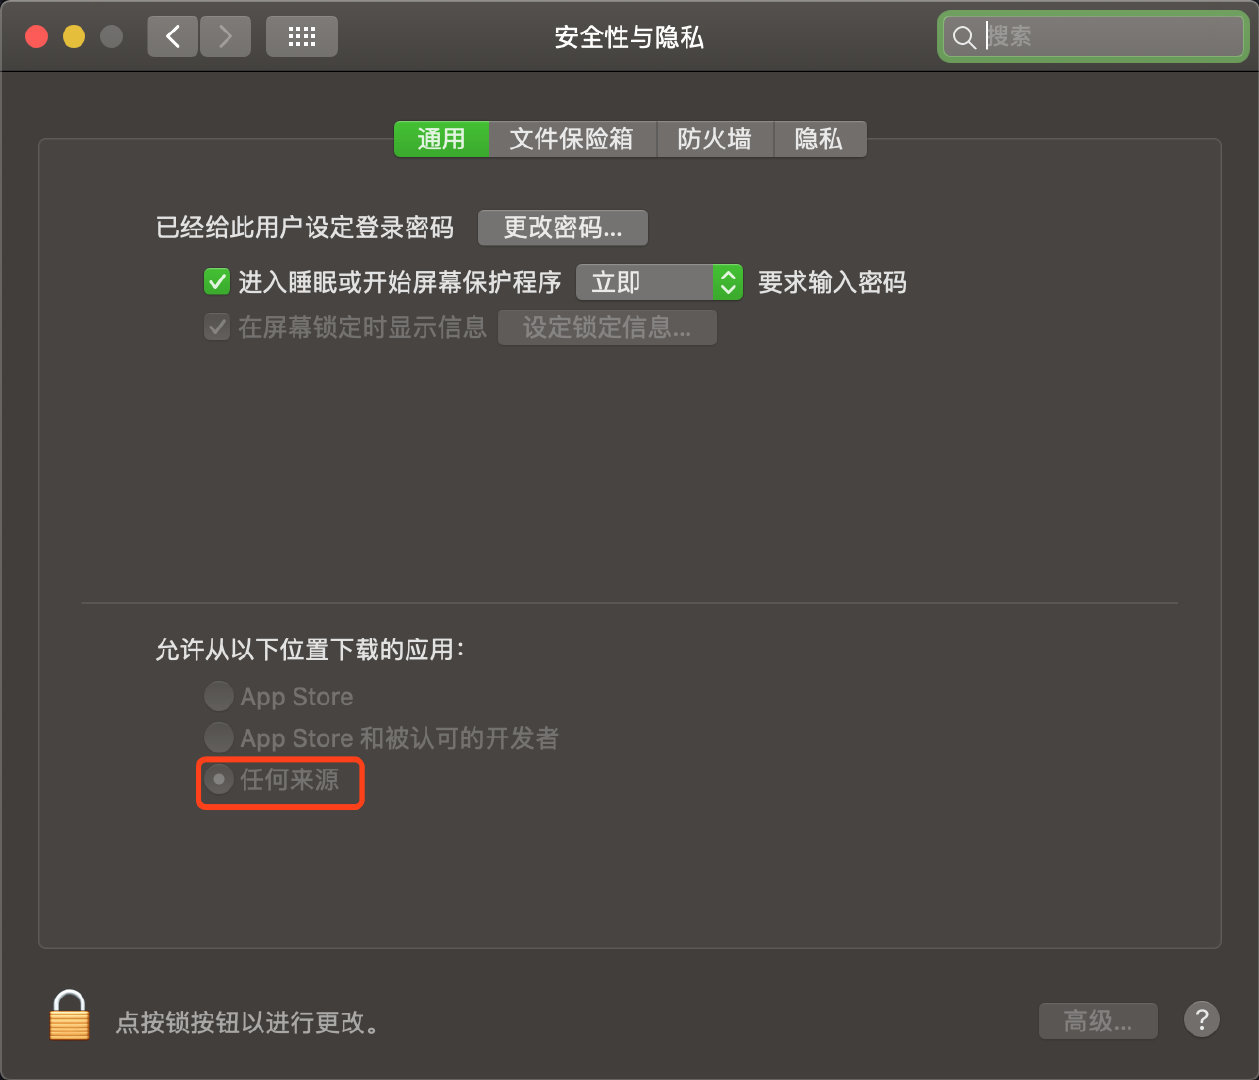 安全性与隐私
搜索
通用 文件保险箱 防火墙 隐私
已经给此用户设定登录密码 更改密码...
进入睡眠或开始屏幕保护程序 立即 要求输入密码
在屏幕锁定时显示信息 设定锁定信息...
允许从以下位置下载的应用：
App Store
App Store 和被认可的开发者
任何来源
点按锁按钮以进行更改。 高级... ?